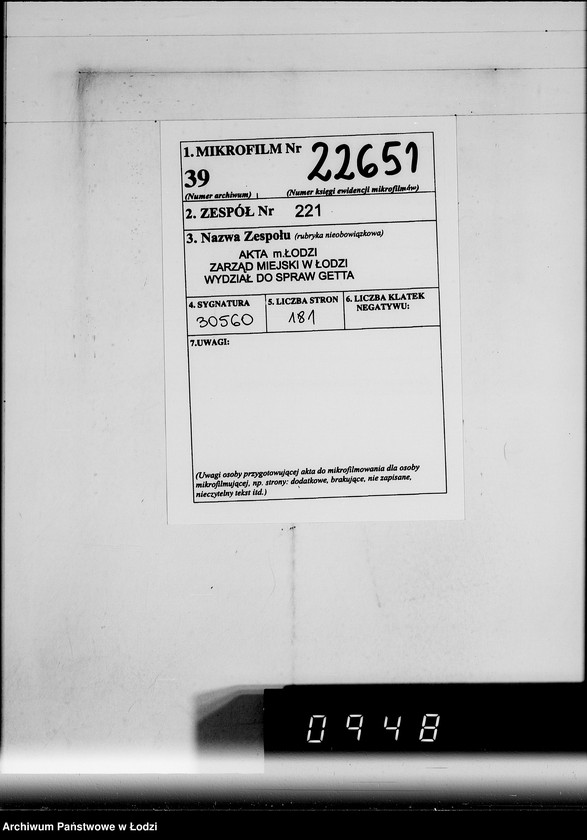 1. MIKROFILM Nr 22651
39
(Numer archiwum) (Numer księgi ewidencji mikrofilmów)
2. ZESPÓŁ Nr 221
3. Nazwa Zespołu (rubryka nieobowiązkowa)
AKTA m.ŁODZI
ZARZĄD MIEJSKI W ŁODZI
WYDZIAŁ DO SPRAW GETTA
4. SYGNATURA
30560
5. LICZBA STRON
181
6. LICZBA KLATEK
NEGATYWU:
7.UWAGI:
(Uwagi osoby przygotowującej akta do mikrofilmowania dla osoby
mikrofilmującej, np. strony: dodatkowe, brakujące, nie zapisane,
nieczytelny tekst itd.)
0948
Archiwum Państwowe w Łodzi